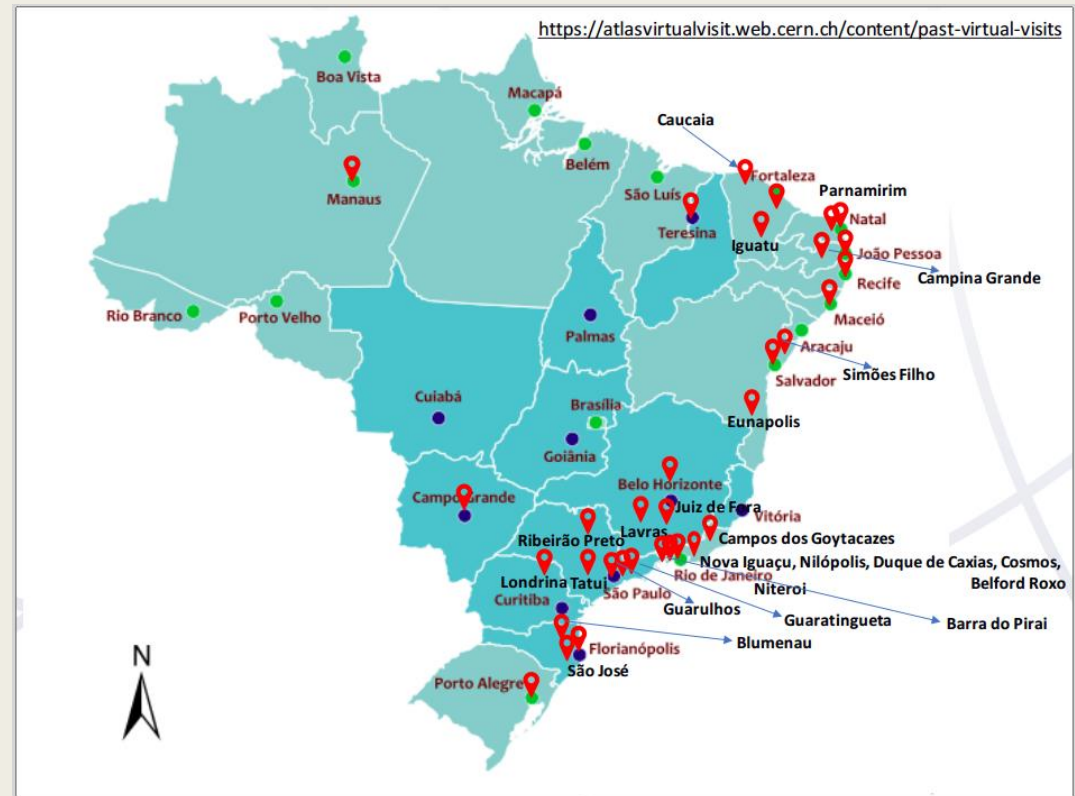 https://atlasvirtualvisit.web.cern.ch/content/past-virtual-visits
Boa Vista
Macapá
Caucaia
Belém
Fortaleza
São Luís
Parnamirim
Manaus
Natal
Teresina
Iguatu
João Pessoa
Campina Grande
Recife
Rio Branco
Porto Velho
Maceió
Palmas
Aracaju
Simões Filho
Salvador
Cuiabá
Brasília
Eunapolis
Goiânia
Belo Horizonte
Campo Grande
Juiz de Fora
Vitória
Lavras
Ribeirão Preto
Campos dos Goytacazes
Nova Iguaçu, Nilópolis, Duque de Caxias, Cosmos,
Belford Roxo
Londrina
Tatui
Rio de Janeiro
Niteroi
São Paulo
Curitiba
Guarulhos
Guaratingueta
Barra do Pirai
Blumenau
Florianópolis
São José
N
Porto Alegre